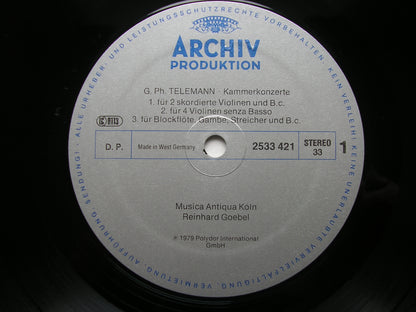 ALLE URHEBER- UND LEISTUNGSSCHUTZRECHTE VORBEHALTEN · KEIN VERLEIH! KEINE UNERLAUBTE VERVIELFÄLTIGUNG, VERMIETUNG, AUFFÜHRUNG, SENDUNG! ·
ARCHIV
PRODUKTION
G. Ph. TELEMANN · Kammerkonzerte
1. für 2 skordierte Violinen und B.c.
2. für 4 Violinen senza Basso
3. für Blockflöte, Gambe, Streicher und B.c.
D. P.
Made in West Germany
2533 421
STEREO
33
1
Musica Antiqua Köln
Reinhard Goebel
℗ 1979 Polydor International
GmbH